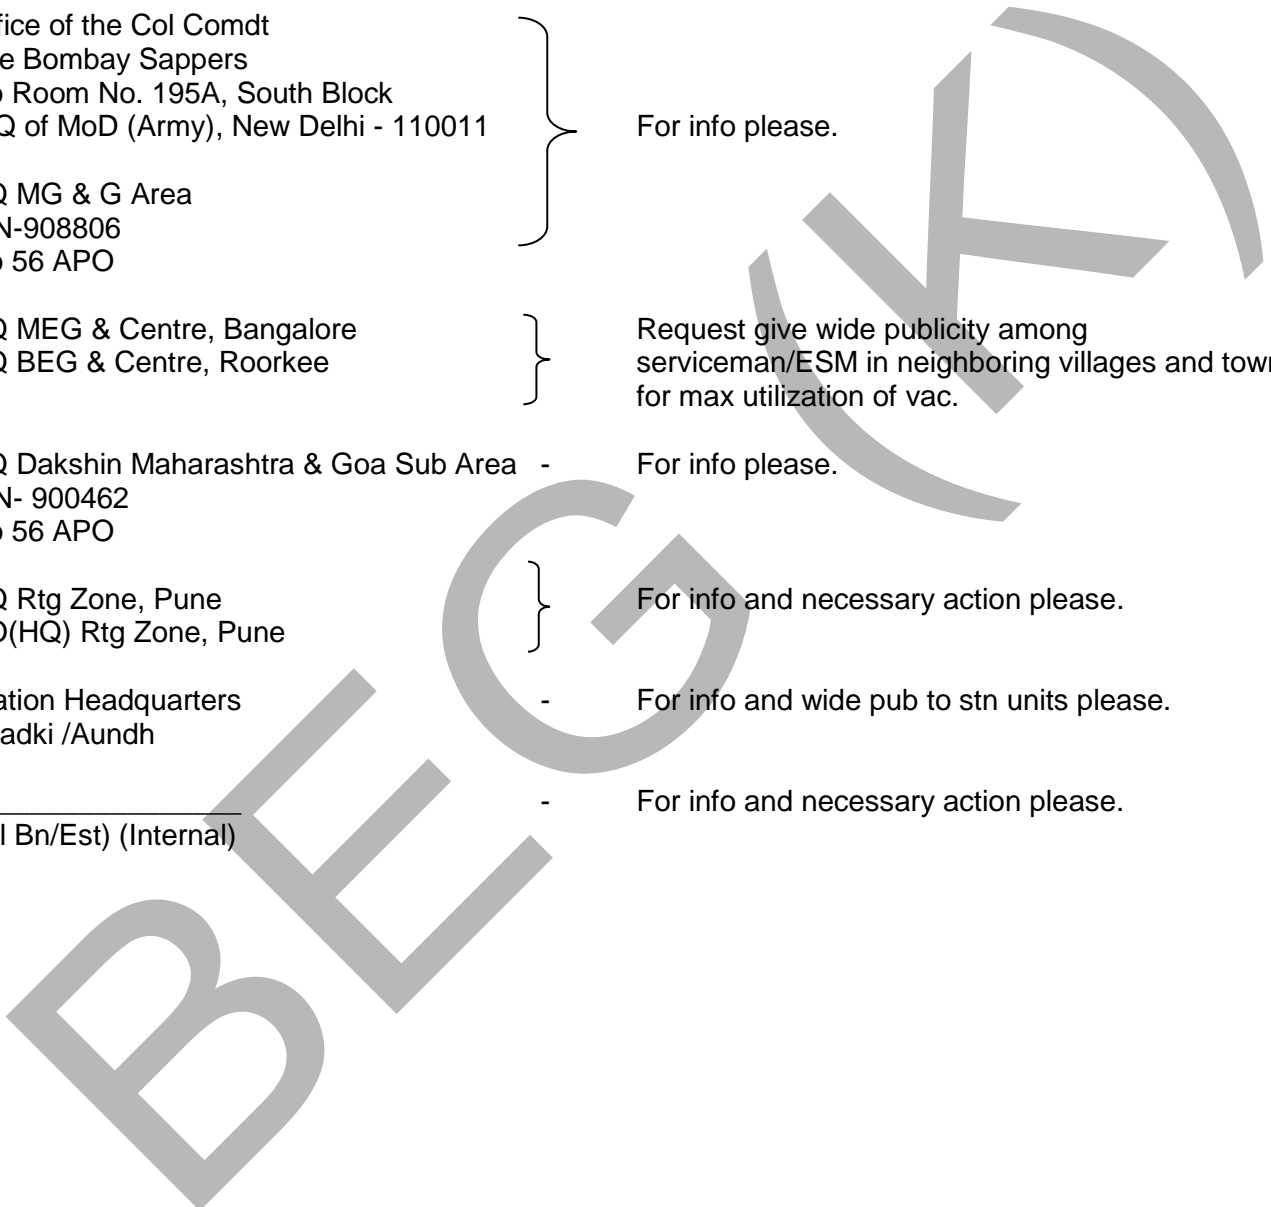 fice of the Col Comdt
e Bombay Sappers
o Room No. 195A, South Block
Q of MoD (Army), New Delhi - 110011
For info please.
Q MG & G Area
N-908806
o 56 APO
Q MEG & Centre, Bangalore
Q BEG & Centre, Roorkee
Request give wide publicity among
serviceman/ESM in neighboring villages and town
for max utilization of vac.
Q Dakshin Maharashtra & Goa Sub Area - For info please.
N- 900462
o 56 APO
Q Rtg Zone, Pune
O(HQ) Rtg Zone, Pune
For info and necessary action please.
ation Headquarters - For info and wide pub to stn units please.
adki /Aundh
- For info and necessary action please.
l Bn/Est) (Internal)
BEG (K)